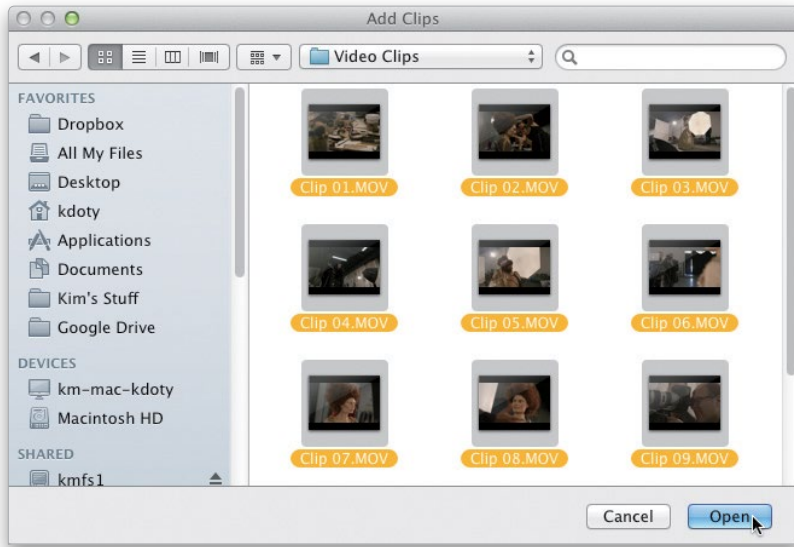 Add Clips
Video Clips
FAVORITES
Dropbox
All My Files
Desktop
kdoty
Applications
Documents
Kim's Stuff
Google Drive
DEVICES
km-mac-kdoty
Macintosh HD
SHARED
kmfs1
Clip 01.MOV
Clip 02.MOV
Clip 03.MOV
Clip 04.MOV
Clip 05.MOV
Clip 06.MOV
Clip 07.MOV
Clip 08.MOV
Clip 09.MOV
Cancel
Open